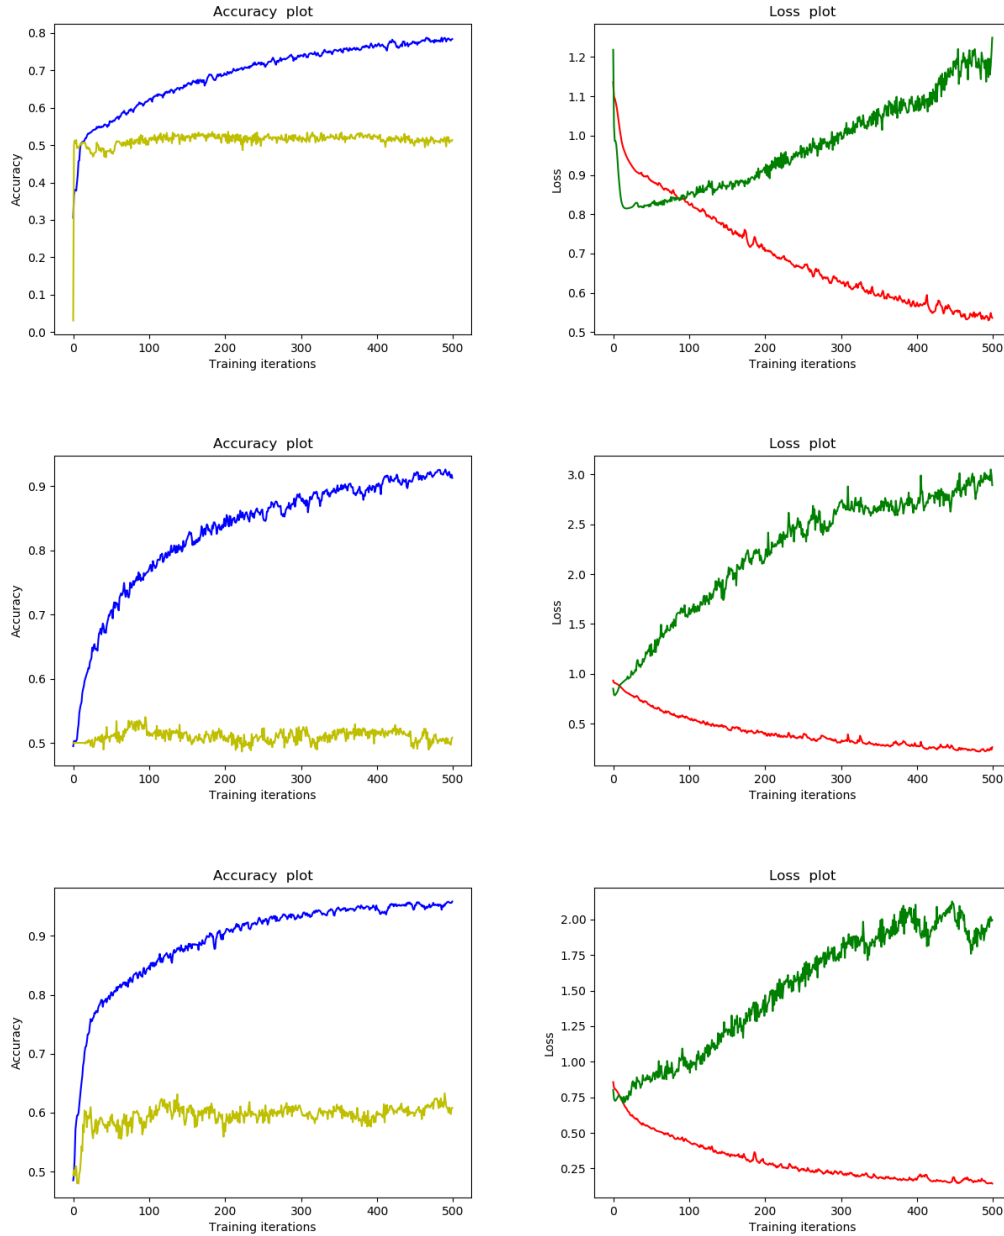 Accuracy  plot
Accuracy
0.8
0.7
0.6
0.5
0.4
0.3
0.2
0.1
0.0
0 100 200 300 400 500
Training iterations
Loss  plot
Loss
1.2
1.1
1.0
0.9
0.8
0.7
0.6
0.5
0 100 200 300 400 500
Training iterations
Accuracy  plot
Accuracy
0.9
0.8
0.7
0.6
0.5
0 100 200 300 400 500
Training iterations
Loss  plot
Loss
3.0
2.5
2.0
1.5
1.0
0.5
0 100 200 300 400 500
Training iterations
Accuracy  plot
Accuracy
0.9
0.8
0.7
0.6
0.5
0 100 200 300 400 500
Training iterations
Loss  plot
Loss
2.00
1.75
1.50
1.25
1.00
0.75
0.50
0.25
0 100 200 300 400 500
Training iterations